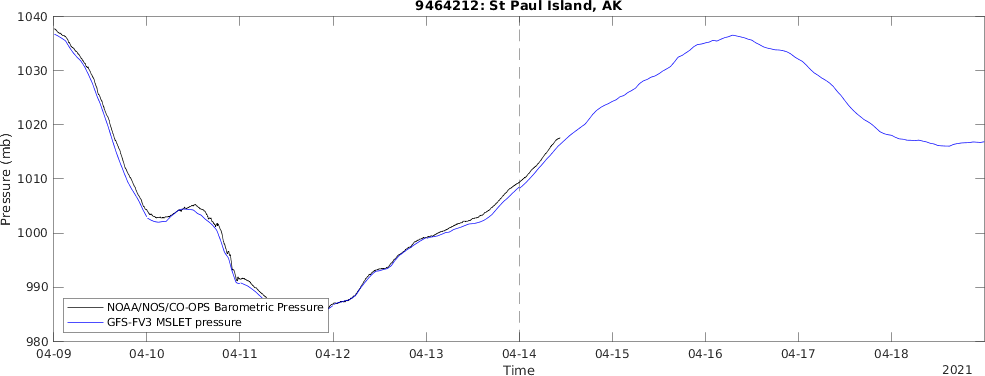 9464212: St Paul Island, AK
1040
1030
1020
1010
1000
990
980
Pressure (mb)
NOAA/NOS/CO-OPS Barometric Pressure
GFS-FV3 MSLET pressure
04-09 04-10 04-11 04-12 04-13 04-14 04-15 04-16 04-17 04-18
Time
2021